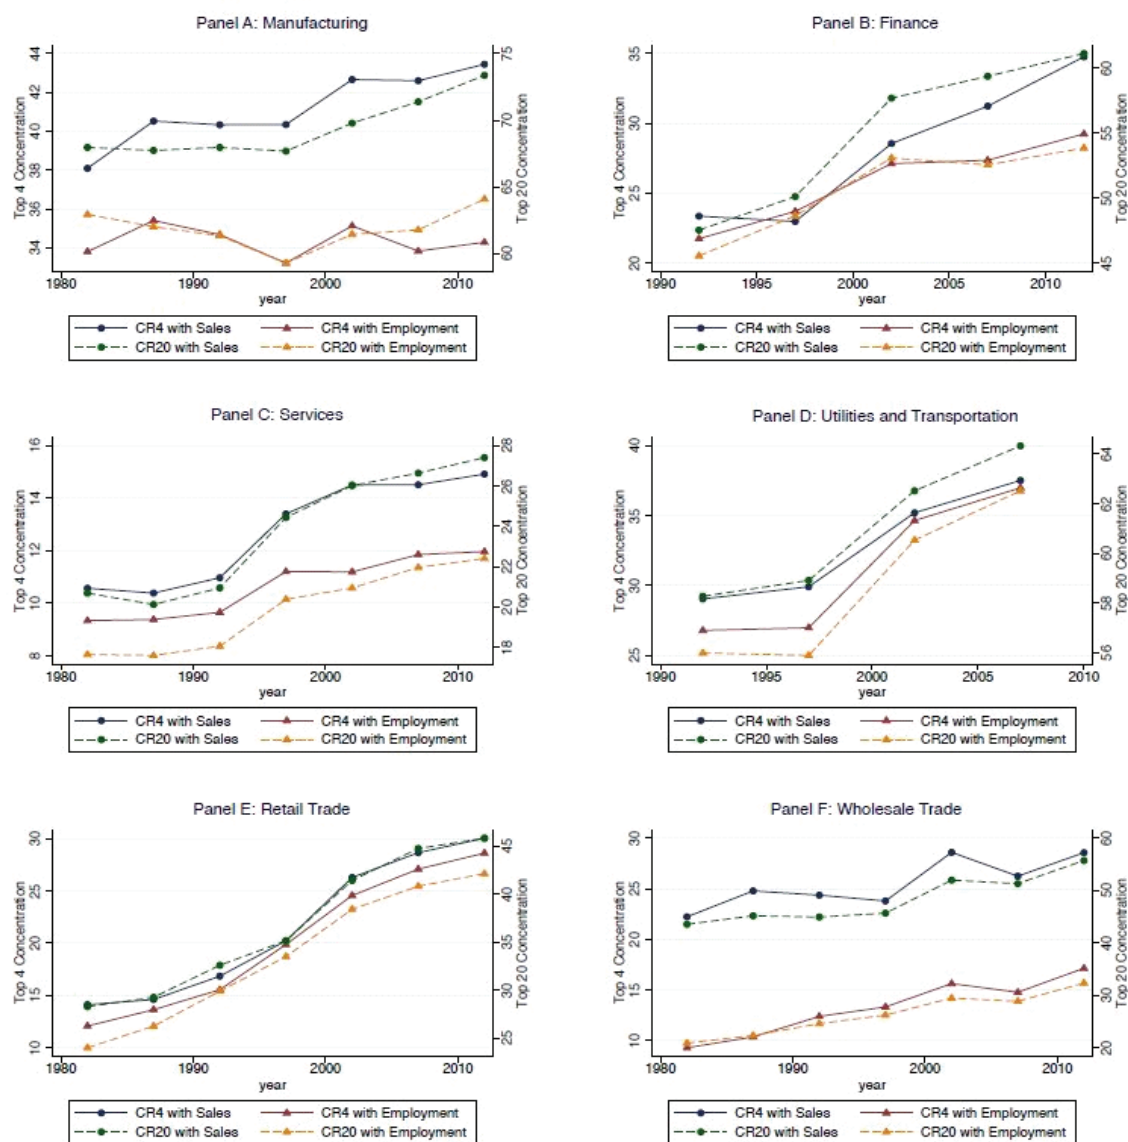 Panel A: Manufacturing
Top 4 Concentration
44
42
40
38
36
34
75
70
65
60
Top 20 Concentration
1980 1990 2000 2010
year
CR4 with Sales CR4 with Employment
CR20 with Sales CR20 with Employment
Panel B: Finance
Top 4 Concentration
35
30
25
20
60
55
50
45
Top 20 Concentration
1990 1995 2000 2005 2010
year
CR4 with Sales CR4 with Employment
CR20 with Sales CR20 with Employment
Panel C: Services
Top 4 Concentration
16
14
12
10
8
28
26
24
22
20
18
Top 20 Concentration
1980 1990 2000 2010
year
CR4 with Sales CR4 with Employment
CR20 with Sales CR20 with Employment
Panel D: Utilities and Transportation
Top 4 Concentration
40
35
30
25
64
62
60
58
56
Top 20 Concentration
1990 1995 2000 2005 2010
year
CR4 with Sales CR4 with Employment
CR20 with Sales CR20 with Employment
Panel E: Retail Trade
Top 4 Concentration
30
25
20
15
10
45
40
35
30
25
Top 20 Concentration
1980 1990 2000 2010
year
CR4 with Sales CR4 with Employment
CR20 with Sales CR20 with Employment
Panel F: Wholesale Trade
Top 4 Concentration
30
25
20
15
10
60
50
40
30
20
Top 20 Concentration
1980 1990 2000 2010
year
CR4 with Sales CR4 with Employment
CR20 with Sales CR20 with Employment